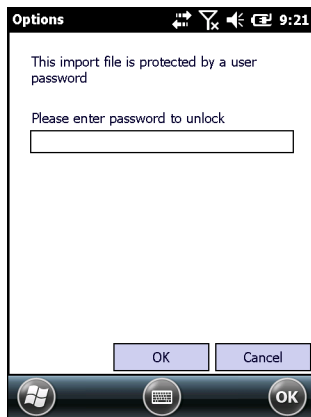 Options 9:21
This import file is protected by a user
password
Please enter password to unlock
OK Cancel
OK